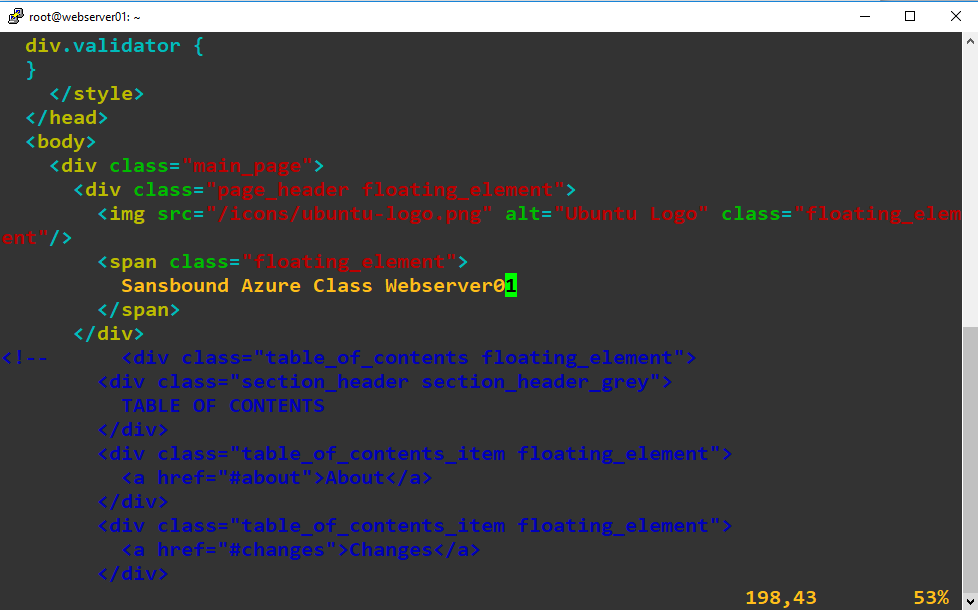 root@webserver01: ~
div.validator {
}
</style>
</head>
<body>
<div class="main_page">
<div class="page_header floating_element">
<img src="/icons/ubuntu-logo.png" alt="Ubuntu Logo" class="floating_elem
ent"/>
<span class="floating_element">
Sansbound Azure Class Webserver01
</span>
</div>
<!--      <div class="table_of_contents floating_element">
<div class="section_header section_header_grey">
TABLE OF CONTENTS
</div>
<div class="table_of_contents_item floating_element">
<a href="#about">About</a>
</div>
<div class="table_of_contents_item floating_element">
<a href="#changes">Changes</a>
</div>
198,43 53%